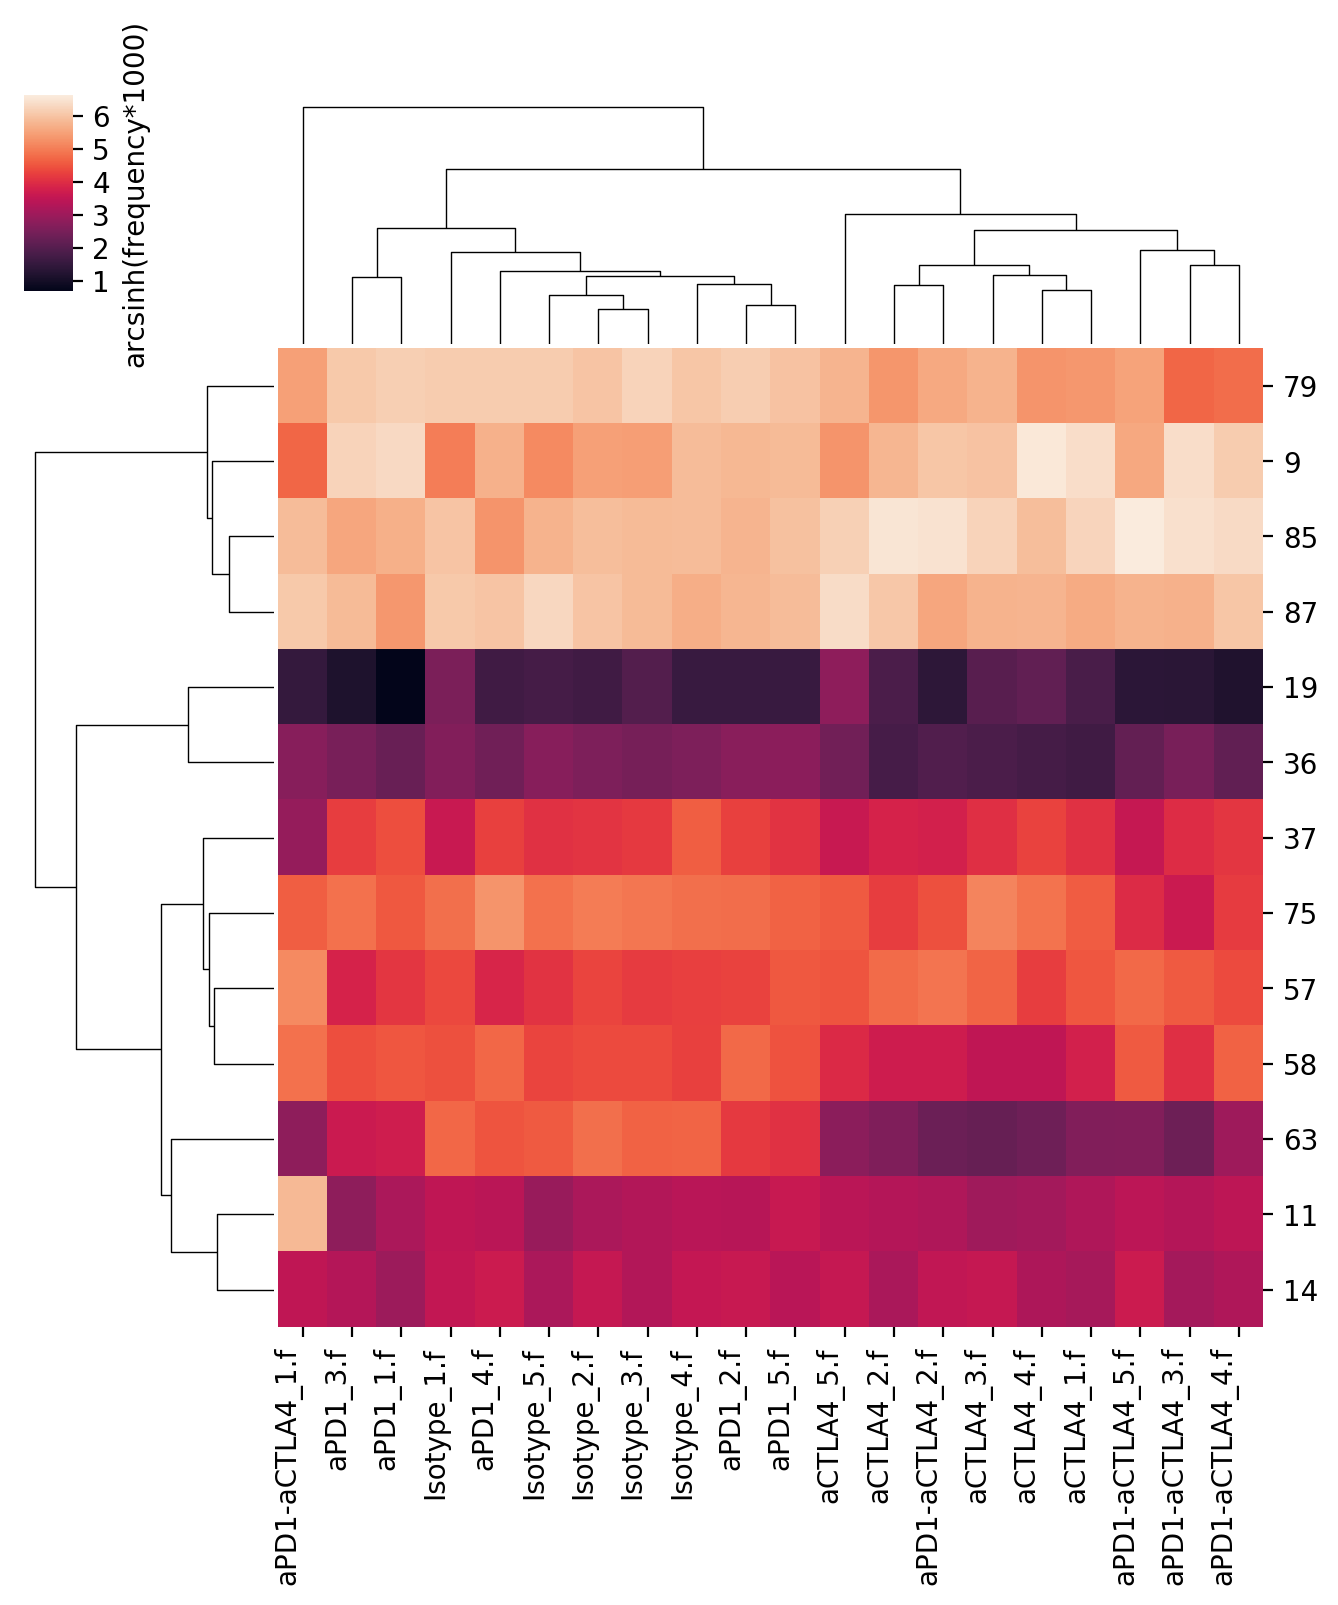 6
5
4
3
2
1
arcsinh(frequency*1000)
79
9
85
87
19
36
37
75
57
58
63
11
14
aPD1-aCTLA4_1.f
aPD1_3.f
aPD1_1.f
Isotype_1.f
aPD1_4.f
Isotype_5.f
Isotype_2.f
Isotype_3.f
Isotype_4.f
aPD1_2.f
aPD1_5.f
aCTLA4_5.f
aCTLA4_2.f
aPD1-aCTLA4_2.f
aCTLA4_3.f
aCTLA4_4.f
aCTLA4_1.f
aPD1-aCTLA4_5.f
aPD1-aCTLA4_3.f
aPD1-aCTLA4_4.f